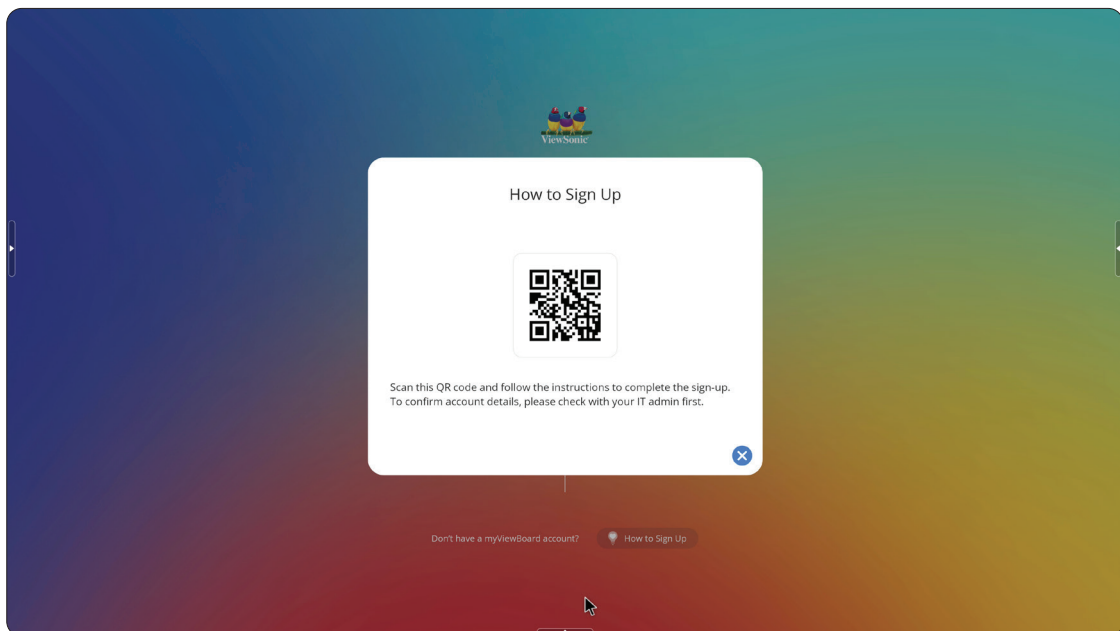 ViewSonic
How to Sign Up
Scan this QR code and follow the instructions to complete the sign-up.
To confirm account details, please check with your IT admin first.
Don't have a myViewBoard account?
How to Sign Up